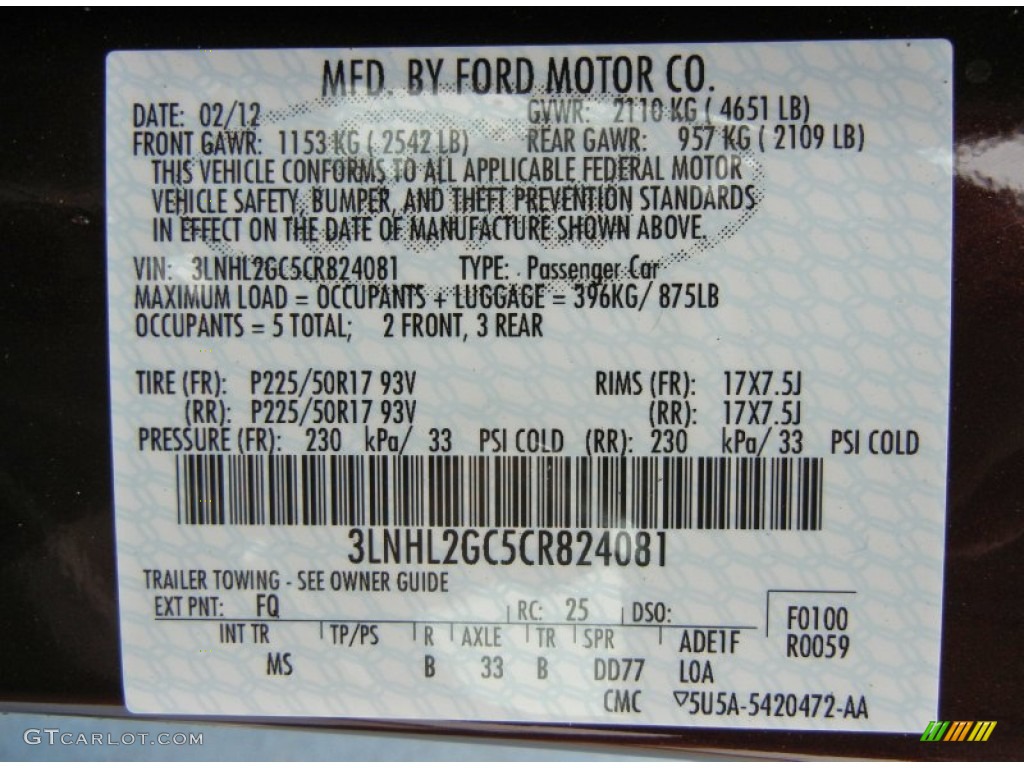 MFD. BY FORD MOTOR CO.
DATE: 02/12 GVWR: 2110 KG ( 4651 LB)
FRONT GAWR: 1153 KG ( 2542 LB) REAR GAWR: 957 KG ( 2109 LB)
THIS VEHICLE CONFORMS TO ALL APPLICABLE FEDERAL MOTOR
VEHICLE SAFETY, BUMPER, AND THEFT PREVENTION STANDARDS
IN EFFECT ON THE DATE OF MANUFACTURE SHOWN ABOVE.
VIN: 3LNHL2GC5CR824081 TYPE: Passenger Car
MAXIMUM LOAD = OCCUPANTS + LUGGAGE = 396KG/ 875LB
OCCUPANTS = 5 TOTAL; 2 FRONT, 3 REAR
TIRE (FR): P225/50R17 93V RIMS (FR): 17X7.5J
(RR): P225/50R17 93V (RR): 17X7.5J
PRESSURE (FR): 230 kPa/ 33 PSI COLD (RR): 230 kPa/ 33 PSI COLD
3LNHL2GC5CR824081
TRAILER TOWING - SEE OWNER GUIDE
EXT PNT: FQ RC: 25 DSO: F0100
INT TR TP/PS R AXLE TR SPR ADE1F R0059
MS B 33 B DD77 LOA
CMC ▽5U5A-5420472-AA
GTCARLOT.COM